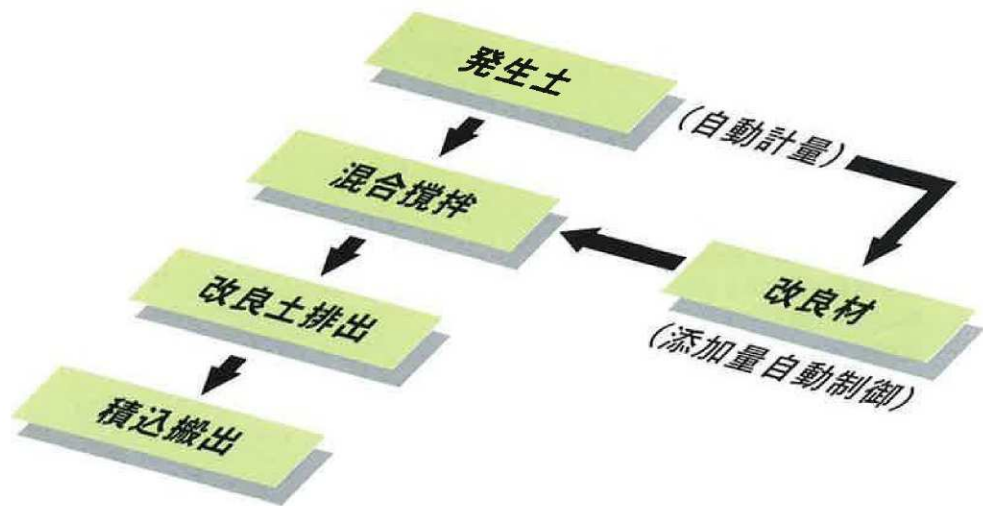 発生土
(自動計量)
混合撹拌
改良材
(添加量自動制御)
改良土排出
積込搬出